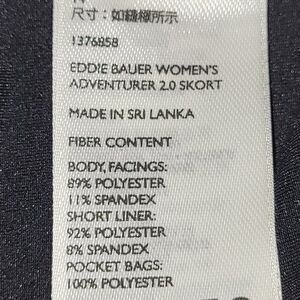 尺寸：如縫標所示
1376858
EDDIE BAUER WOMEN'S
ADVENTURER 2.0 SKORT
MADE IN SRI LANKA
FIBER CONTENT
BODY, FACINGS:
89% POLYESTER
11% SPANDEX
SHORT LINER:
92% POLYESTER
8% SPANDEX
POCKET BAGS:
100% POLYESTER